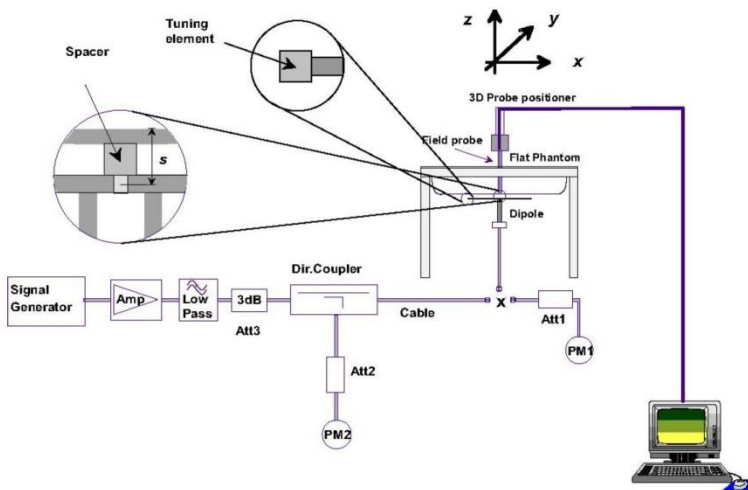 Tuning
element
Spacer
z
y
x
3D Probe positioner
Field probe
Flat Phantom
s
Dipole
Dir.Coupler
Signal
Generator
Amp
Low
Pass
3dB
Att3
Cable
x
Att1
PM1
Att2
PM2